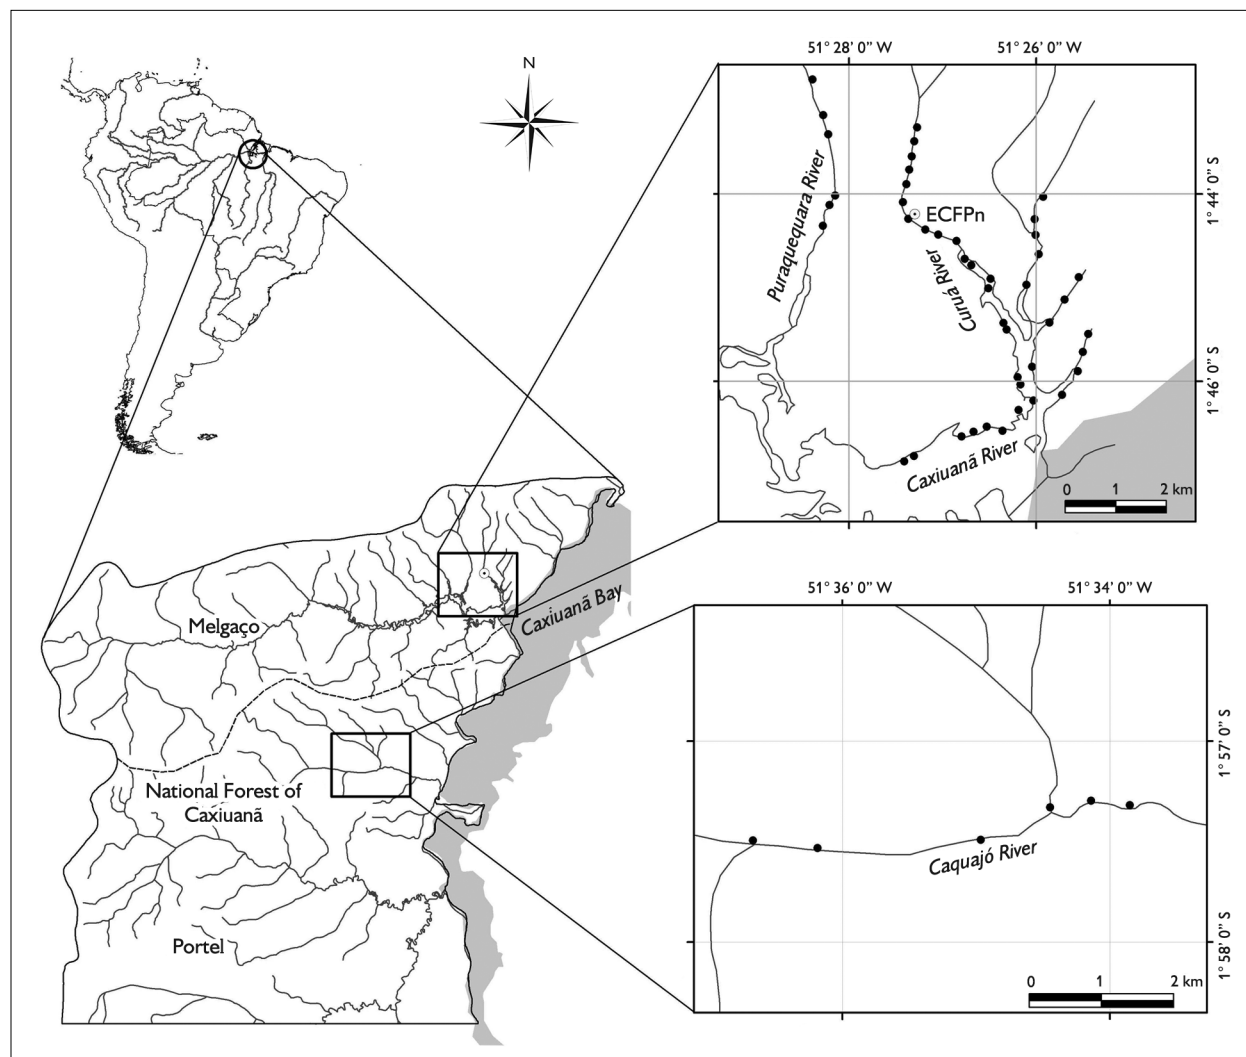 N
51° 28' 0" W
51° 26' 0" W
1° 44' 0" S
1° 46' 0" S
Puraquequara River
ECFPn
Curuá River
Caxiuanã River
0 1 2 km
Melgaço
Caxiuanã Bay
National Forest of
Caxiuanã
Portel
51° 36' 0" W
51° 34' 0" W
1° 57' 0" S
1° 58' 0" S
Caquajó River
0 1 2 km